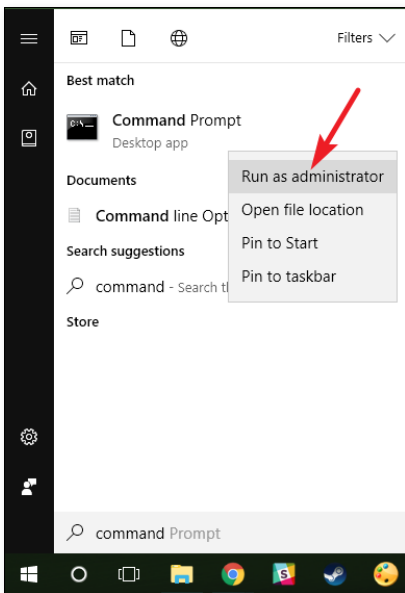 Filters
Best match
Command Prompt
Desktop app
Documents
Command line Opt
Search suggestions
command - Search th
Store
Run as administrator
Open file location
Pin to Start
Pin to taskbar
command Prompt